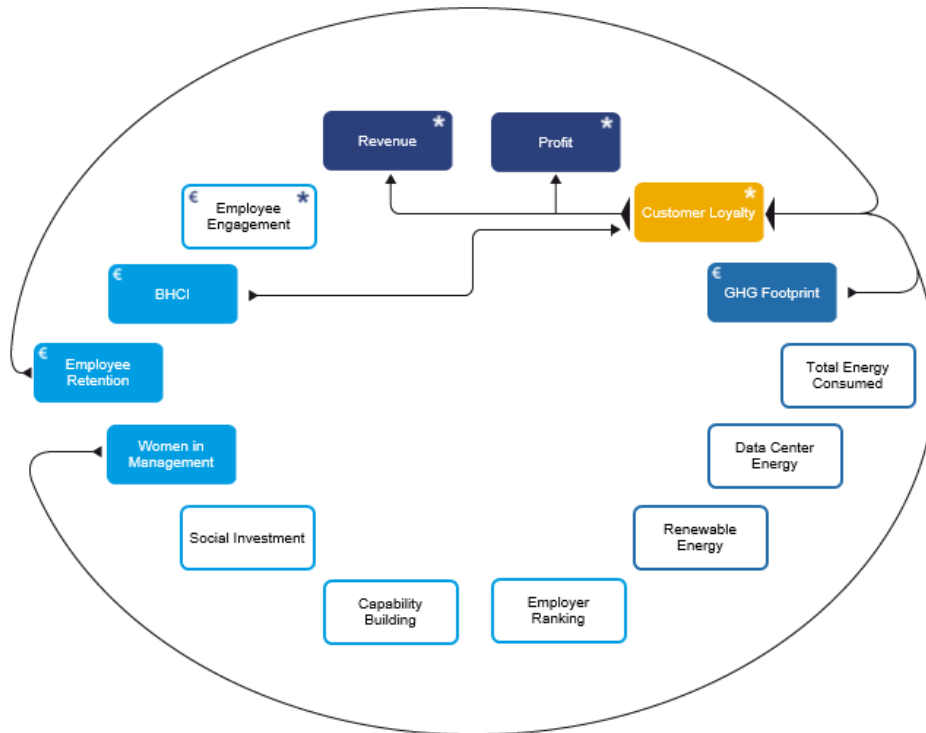 Revenue *
Profit *
€ Employee *
Engagement
Customer Loyalty *
€
BHCI
€
GHG Footprint
€
Employee
Retention
Total Energy
Consumed
Women in
Management
Data Center
Energy
Social Investment
Renewable
Energy
Capability
Building
Employer
Ranking